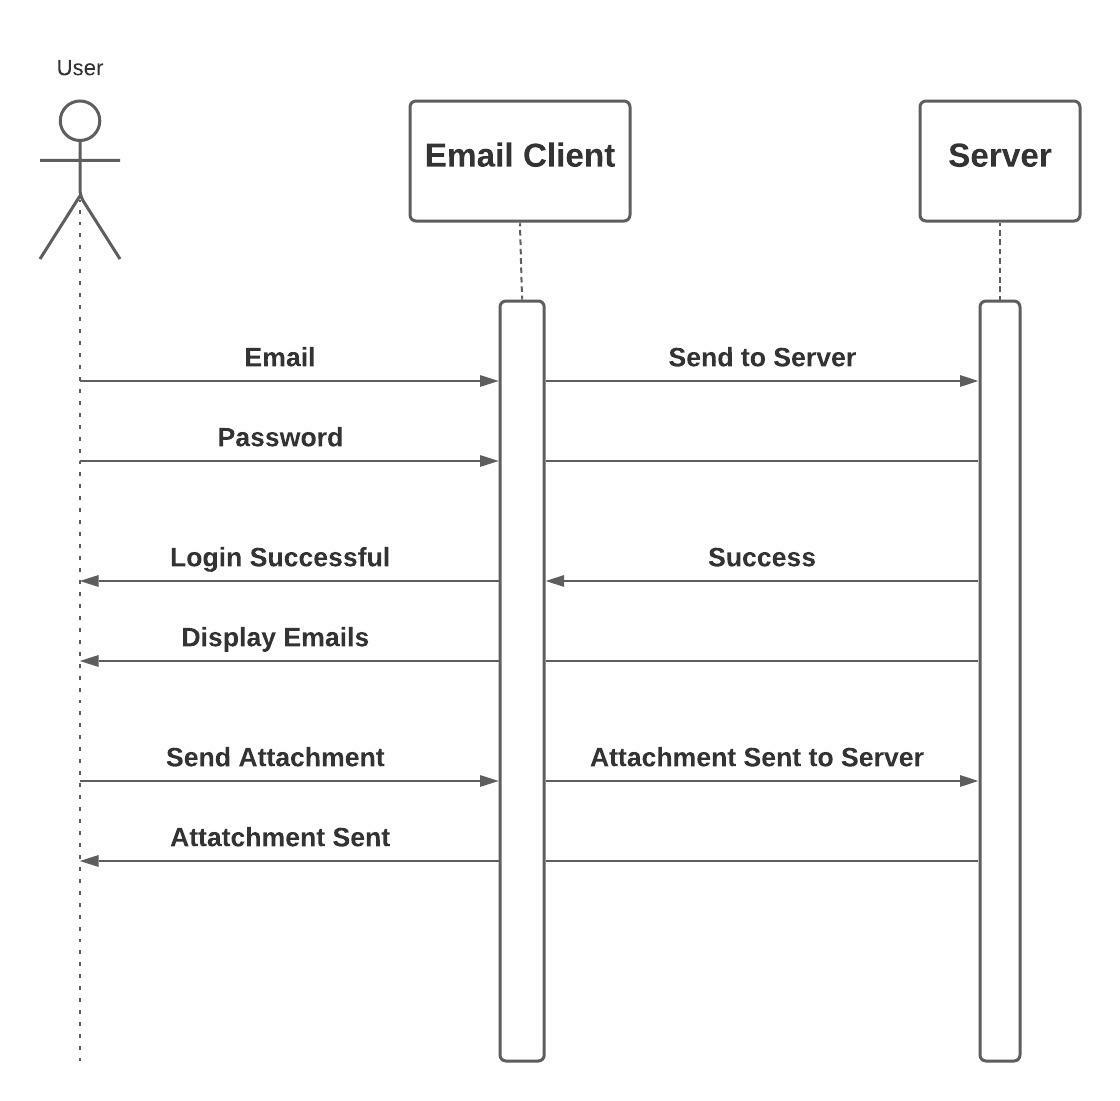 User
Email Client
Server
Email
Send to Server
Password
Login Successful
Success
Display Emails
Send Attachment
Attachment Sent to Server
Attatchment Sent